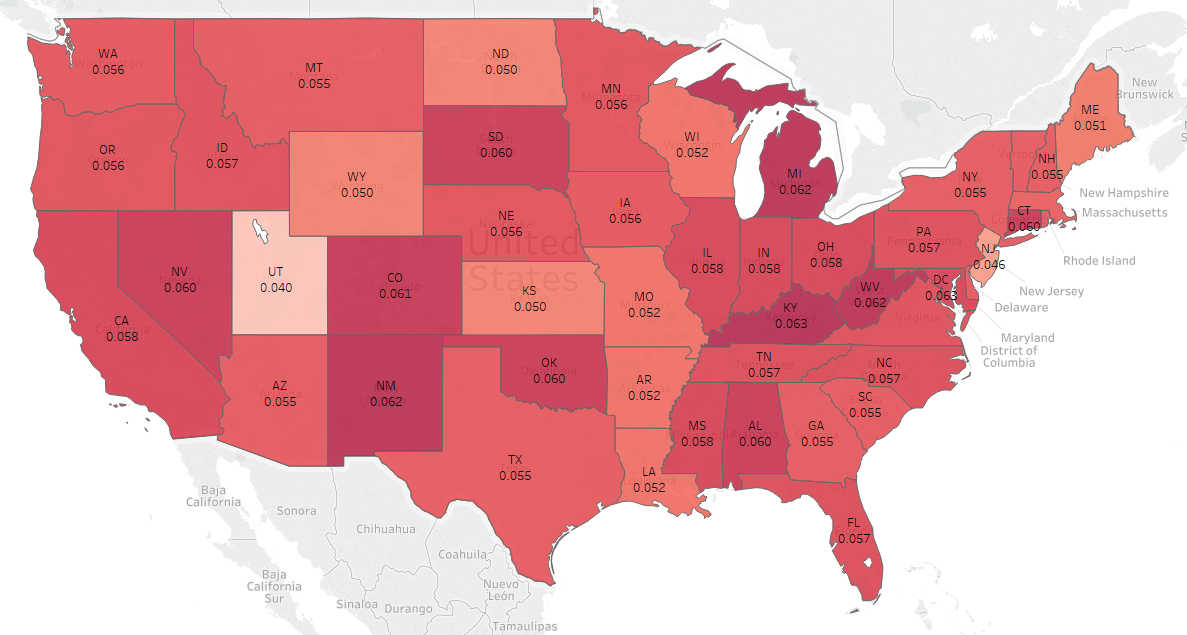 WA
0.056
MT
0.055
ND
0.050
MN
0.056
OR
0.056
ID
0.057
WY
0.050
SD
0.060
WI
0.052
MI
0.062
ME
0.051
New
Brunswick
NY
0.055
NH
0.055
New Hampshire
Massachusetts
CT
0.060
Rhode Island
NV
0.060
UT
0.040
CO
0.061
NE
0.056
IA
0.056
United
States
KS
0.050
MO
0.052
IL
0.058
IN
0.058
OH
0.058
PA
0.057
NJ
0.046
New Jersey
Delaware
Maryland
District of
Columbia
DC
0.063
WV
0.062
Virginia
KY
0.063
CA
0.058
AZ
0.055
NM
0.062
OK
0.060
AR
0.052
TN
0.057
NC
0.057
SC
0.055
MS
0.058
AL
0.060
GA
0.055
TX
0.055
LA
0.052
FL
0.057
Baja
California
Sonora
Chihuahua
Coahuila
Baja
California
Sur
Sinaloa
Durango
Nuevo
León
Tamaulipas